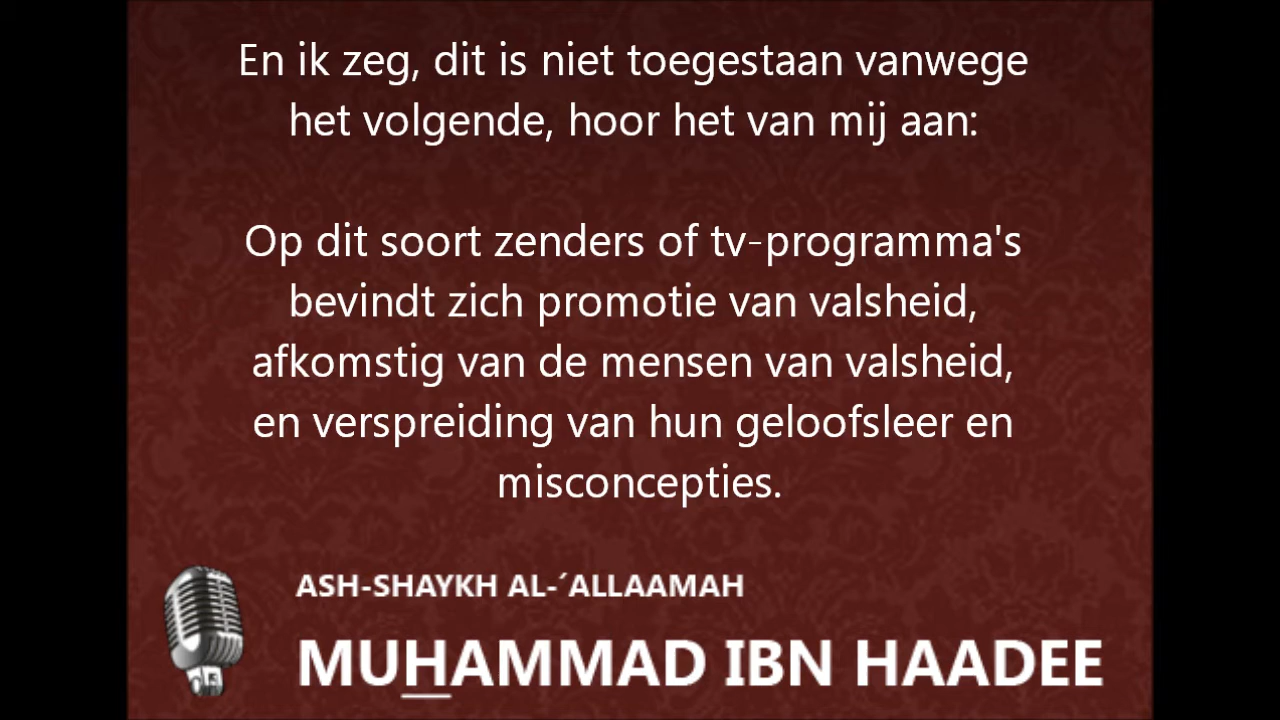 En ik zeg, dit is niet toegestaan vanwege
het volgende, hoor het van mij aan:
Op dit soort zenders of tv-programma's
bevindt zich promotie van valsheid,
afkomstig van de mensen van valsheid,
en verspreiding van hun geloofsleer en
misconcepties.
ASH-SHAYKH AL-´ALLAAMAH
MUHAMMAD IBN HAADEE